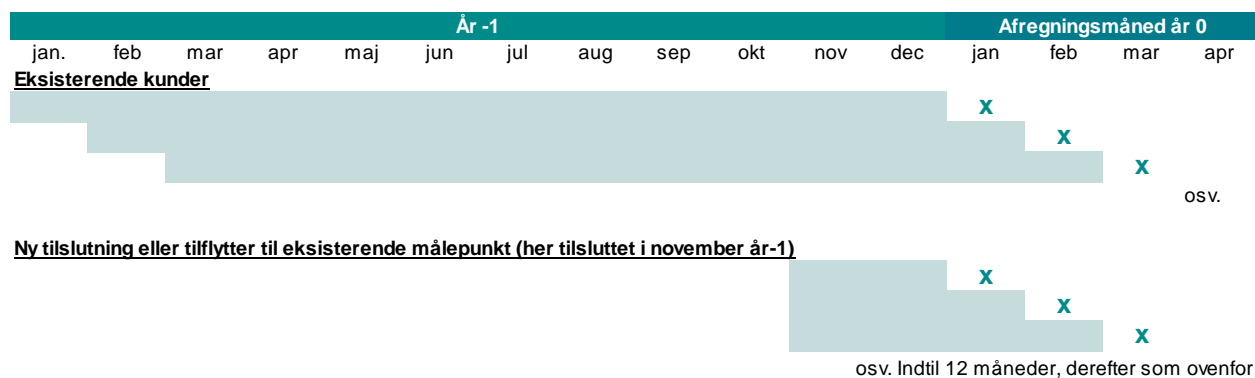 År -1 Afregningsmåned år 0
jan. feb mar apr maj jun jul aug sep okt nov dec jan feb mar apr
Eksisterende kunder
x
x
x
osv.
Ny tilslutning eller tilflytter til eksisterende målepunkt (her tilsluttet i november år-1)
x
x
x
osv. Indtil 12 måneder, derefter som ovenfor